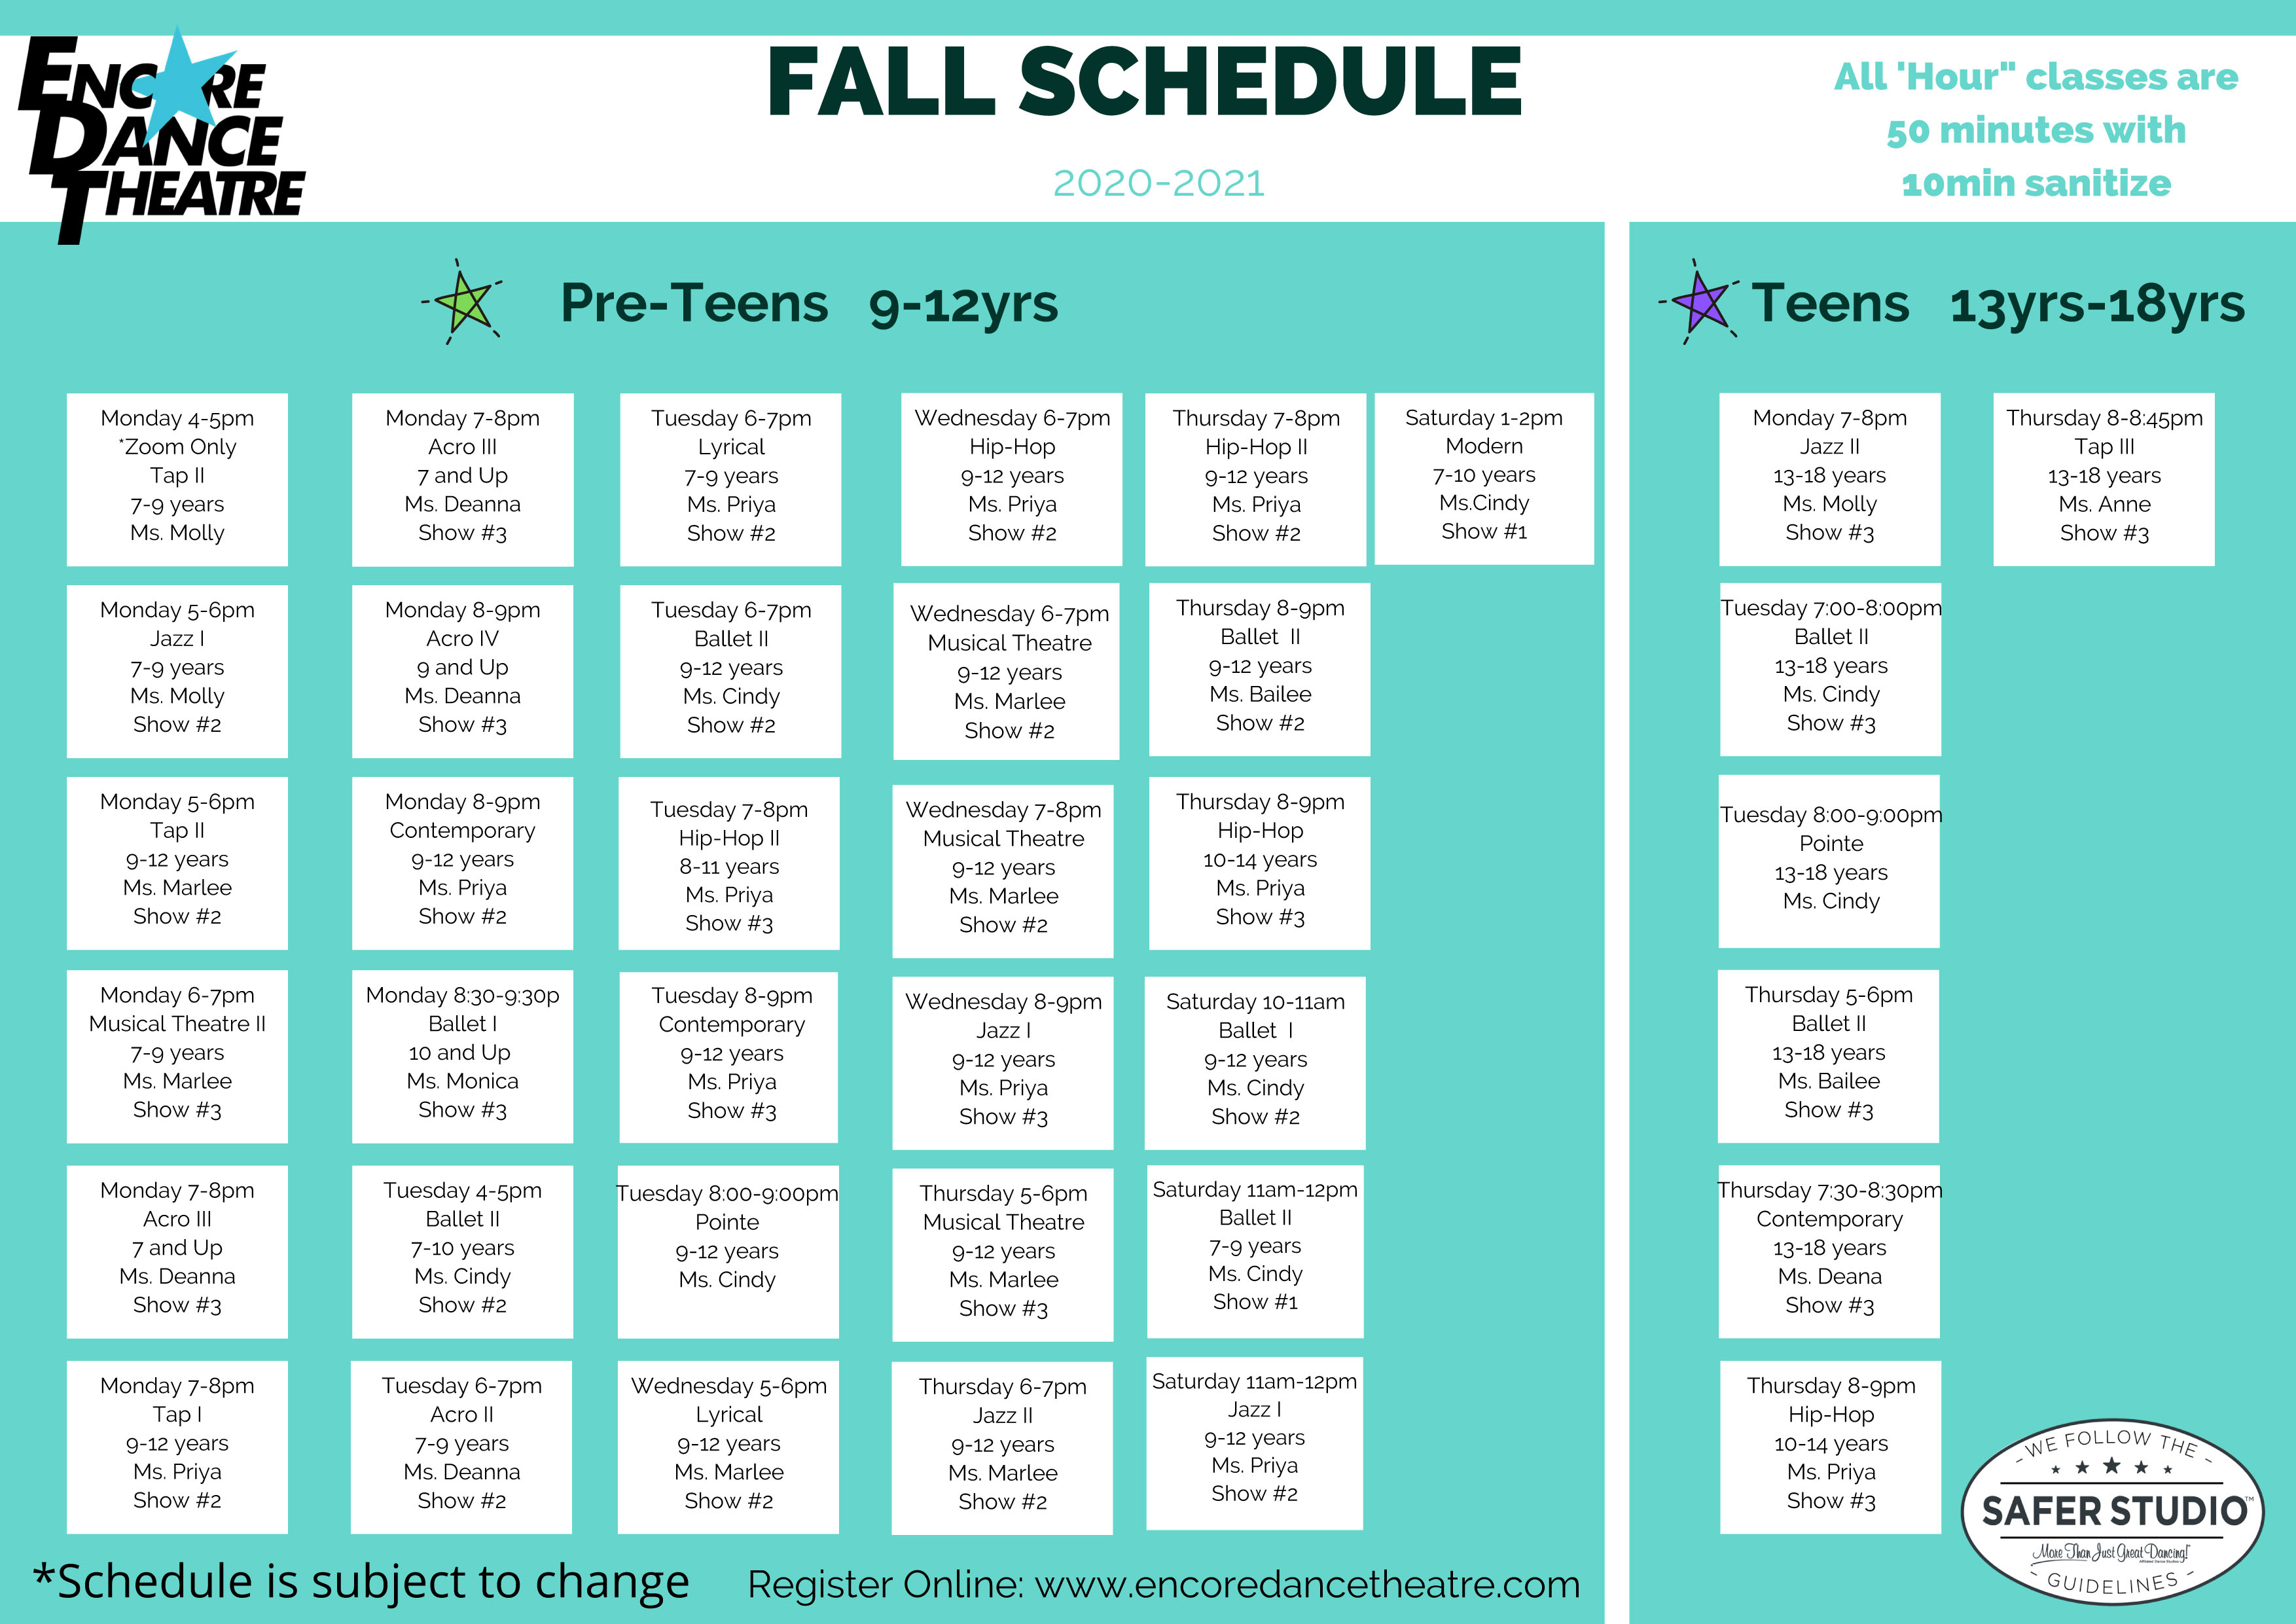 ENCORE
DANCE
THEATRE
FALL SCHEDULE
2020-2021
All 'Hour" classes are
50 minutes with
10min sanitize
Pre-Teens 9-12yrs
Monday 4-5pm
*Zoom Only
Tap II
7-9 years
Ms. Molly
Monday 5-6pm
Jazz I
7-9 years
Ms. Molly
Show #2
Monday 5-6pm
Tap II
9-12 years
Ms. Marlee
Show #2
Monday 6-7pm
Musical Theatre II
7-9 years
Ms. Marlee
Show #3
Monday 7-8pm
Acro III
7 and Up
Ms. Deanna
Show #3
Monday 7-8pm
Tap I
9-12 years
Ms. Priya
Show #2
Monday 7-8pm
Acro III
7 and Up
Ms. Deanna
Show #3
Monday 8-9pm
Acro IV
9 and Up
Ms. Deanna
Show #3
Monday 8-9pm
Contemporary
9-12 years
Ms. Priya
Show #2
Monday 8:30-9:30p
Ballet I
10 and Up
Ms. Monica
Show #3
Tuesday 4-5pm
Ballet II
7-10 years
Ms. Cindy
Show #2
Tuesday 6-7pm
Acro II
7-9 years
Ms. Deanna
Show #2
Tuesday 6-7pm
Lyrical
7-9 years
Ms. Priya
Show #2
Tuesday 6-7pm
Ballet II
9-12 years
Ms. Cindy
Show #2
Tuesday 7-8pm
Hip-Hop II
8-11 years
Ms. Priya
Show #3
Tuesday 8-9pm
Contemporary
9-12 years
Ms. Priya
Show #3
Tuesday 8:00-9:00pm
Pointe
9-12 years
Ms. Cindy
Wednesday 5-6pm
Lyrical
9-12 years
Ms. Marlee
Show #2
Wednesday 6-7pm
Hip-Hop
9-12 years
Ms. Priya
Show #2
Wednesday 6-7pm
Musical Theatre
9-12 years
Ms. Marlee
Show #2
Wednesday 7-8pm
Musical Theatre
9-12 years
Ms. Marlee
Show #2
Wednesday 8-9pm
Jazz I
9-12 years
Ms. Priya
Show #3
Thursday 5-6pm
Musical Theatre
9-12 years
Ms. Marlee
Show #3
Thursday 6-7pm
Jazz II
9-12 years
Ms. Marlee
Show #2
Thursday 7-8pm
Hip-Hop II
9-12 years
Ms. Priya
Show #2
Thursday 8-9pm
Ballet II
9-12 years
Ms. Bailee
Show #2
Thursday 8-9pm
Hip-Hop
10-14 years
Ms. Priya
Show #3
Saturday 10-11am
Ballet I
9-12 years
Ms. Cindy
Show #2
Saturday 11am-12pm
Ballet II
7-9 years
Ms. Cindy
Show #1
Saturday 11am-12pm
Jazz I
9-12 years
Ms. Priya
Show #2
Saturday 1-2pm
Modern
7-10 years
Ms.Cindy
Show #1
Teens 13yrs-18yrs
Monday 7-8pm
Jazz II
13-18 years
Ms. Molly
Show #3
Tuesday 7:00-8:00pm
Ballet II
13-18 years
Ms. Cindy
Show #3
Tuesday 8:00-9:00pm
Pointe
13-18 years
Ms. Cindy
Thursday 5-6pm
Ballet II
13-18 years
Ms. Bailee
Show #3
Thursday 7:30-8:30pm
Contemporary
13-18 years
Ms. Deana
Show #3
Thursday 8-9pm
Hip-Hop
10-14 years
Ms. Priya
Show #3
Thursday 8-8:45pm
Tap III
13-18 years
Ms. Anne
Show #3
*Schedule is subject to change
Register Online: www.encoredancetheatre.com
- WE FOLLOW THE -
SAFER STUDIO™
More Than Just Great Dancing!
- GUIDELINES -